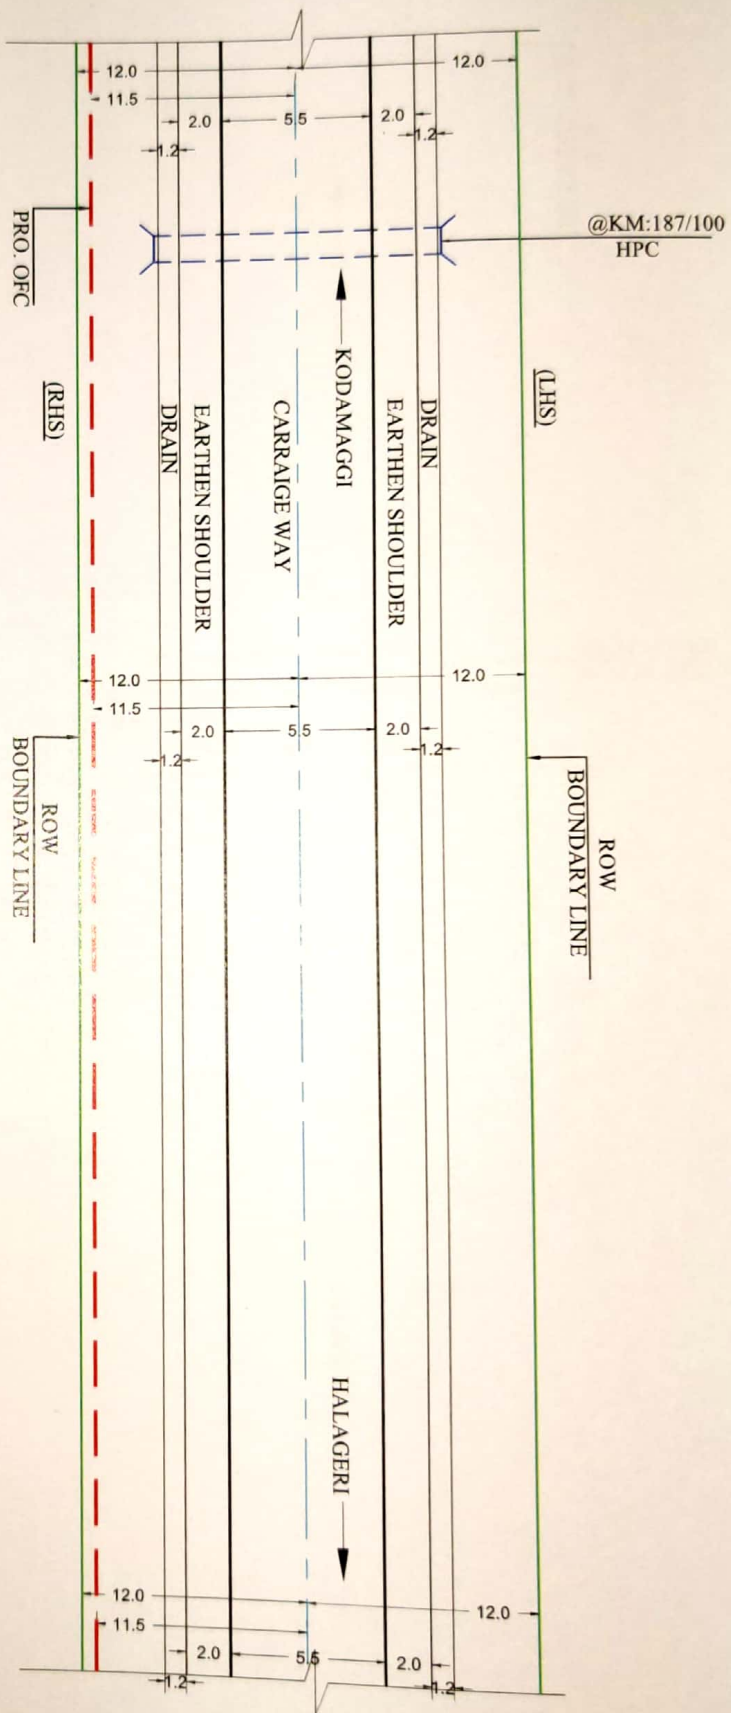 12.0
12.0
11.5
2.0
5.5
2.0
1.2
1.2
@KM:187/100
HPC
PRO. OFC
(RHS)
DRAIN
EARTHEN SHOULDER
CARRAIGE WAY
KODAMAGGI
EARTHEN SHOULDER
DRAIN
(LHS)
12.0
12.0
11.5
2.0
5.5
2.0
1.2
1.2
ROW
BOUNDARY LINE
ROW
BOUNDARY LINE
HALAGERI
12.0
12.0
11.5
2.0
5.5
2.0
1.2
1.2